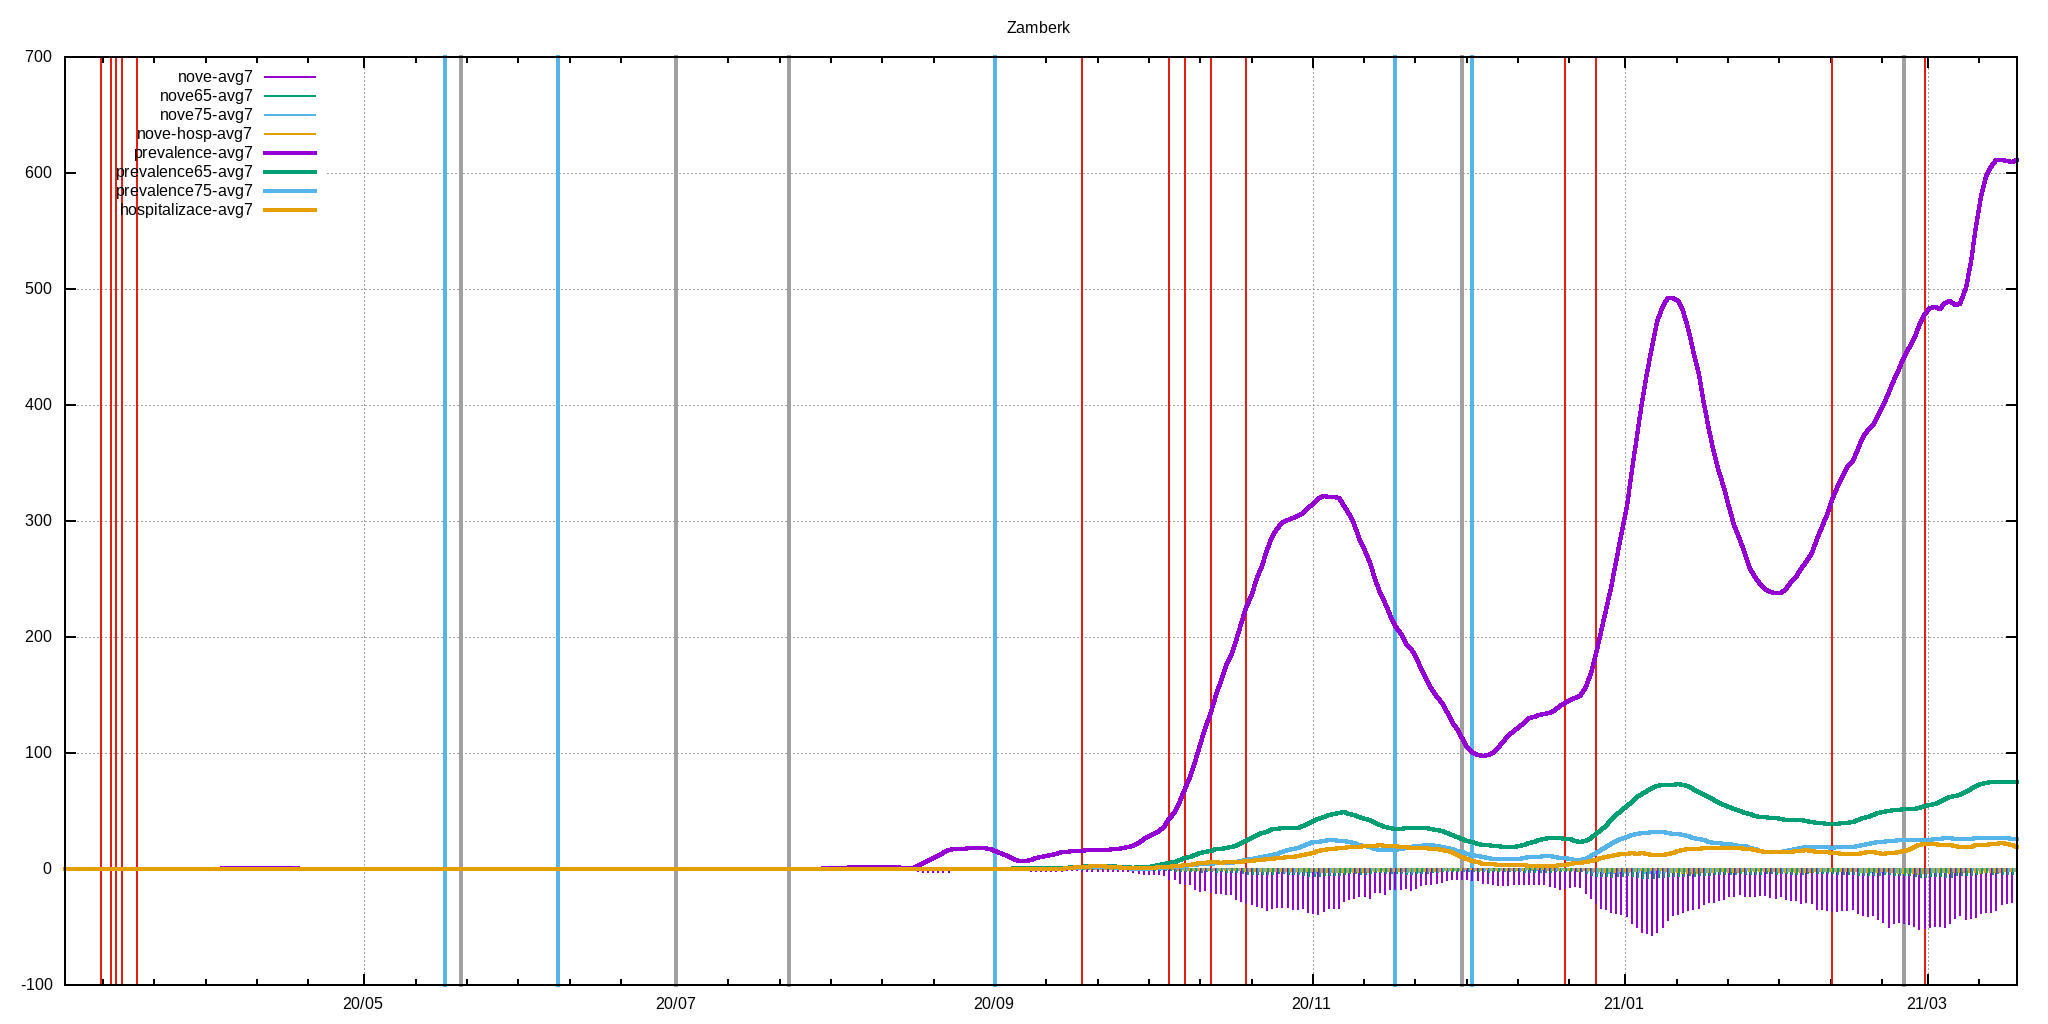 Zamberk
700
600
500
400
300
200
100
0
-100
nove-avg7
nove65-avg7
nove75-avg7
nove-hosp-avg7
prevalence-avg7
prevalence65-avg7
prevalence75-avg7
hospitalizace-avg7
20/05 20/07 20/09 20/11 21/01 21/03